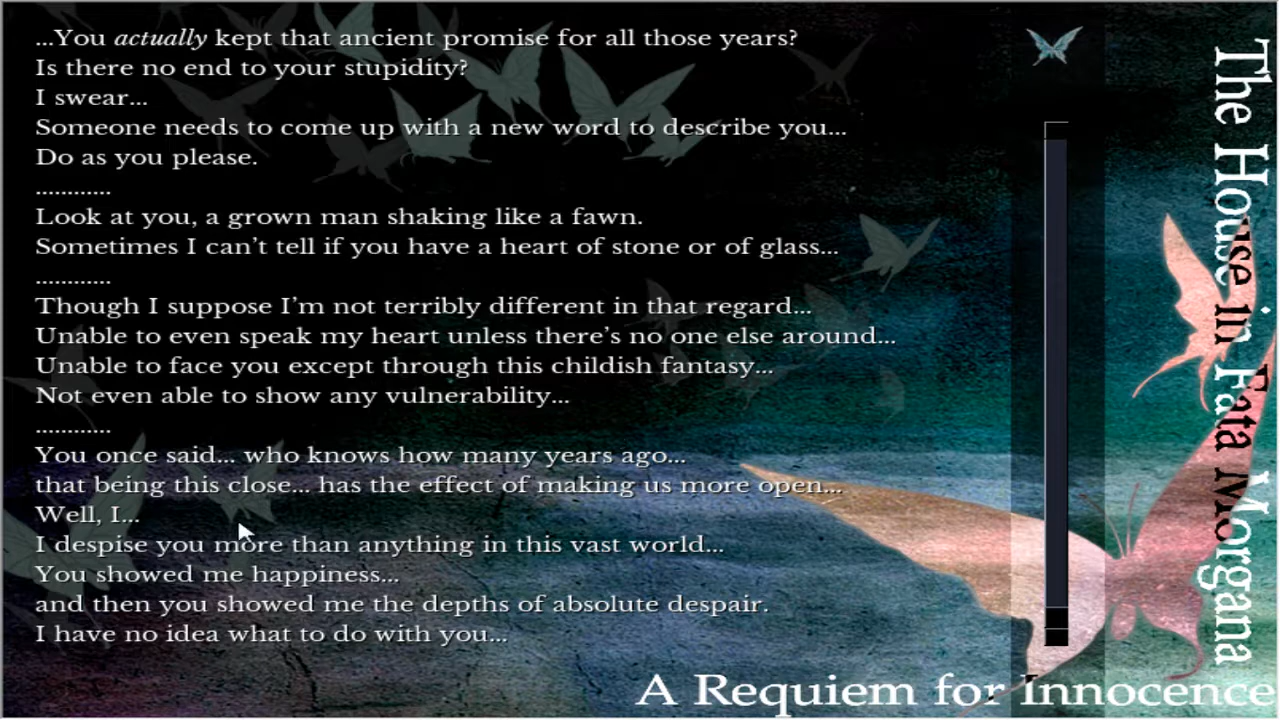 ...You actually kept that ancient promise for all those years?
Is there no end to your stupidity?
I swear...
Someone needs to come up with a new word to describe you...
Do as you please.
............
Look at you, a grown man shaking like a fawn.
Sometimes I can't tell if you have a heart of stone or of glass...
............
Though I suppose I'm not terribly different in that regard...
Unable to even speak my heart unless there's no one else around...
Unable to face you except through this childish fantasy...
Not even able to show any vulnerability...
............
You once said... who knows how many years ago...
that being this close... has the effect of making us more open...
Well, I...
I despise you more than anything in this vast world...
You showed me happiness...
and then you showed me the depths of absolute despair.
I have no idea what to do with you...
The House in Fata Morgana
A Requiem for Innocence